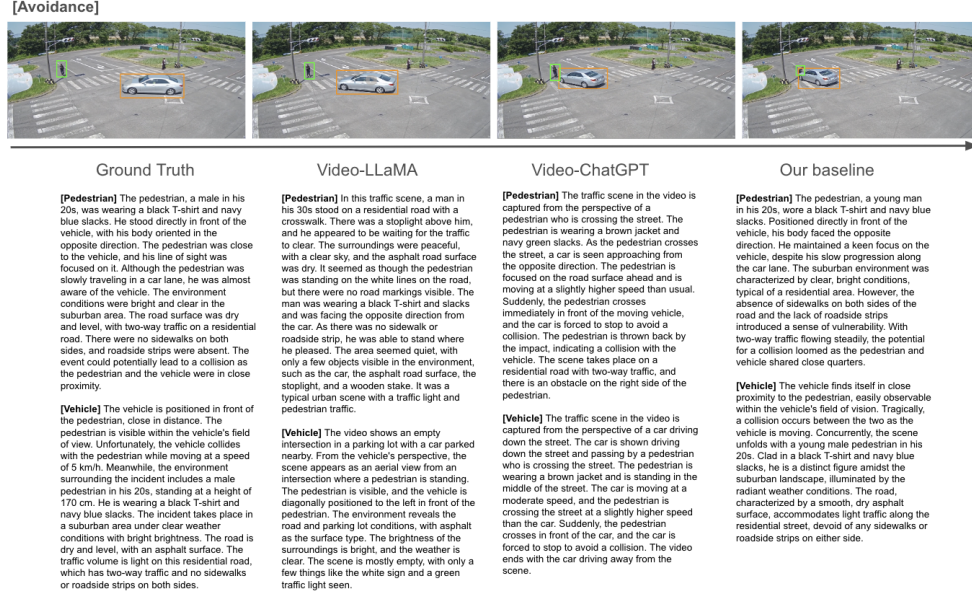 [Avoidance]
Ground Truth
[Pedestrian] The pedestrian, a male in his
20s, was wearing a black T-shirt and navy
blue slacks. He stood directly in front of the
vehicle, with his body oriented in the
opposite direction. The pedestrian was close
to the vehicle, and his line of sight was
focused on it. Although the pedestrian was
slowly traveling in a car lane, he was almost
aware of the vehicle. The environment
conditions were bright and clear in the
suburban area. The road surface was dry
and level, with two-way traffic on a residential
road. There were no sidewalks on both
sides, and roadside strips were absent. The
event could potentially lead to a collision as
the pedestrian and the vehicle were in close
proximity.
[Vehicle] The vehicle is positioned in front of
the pedestrian, close in distance. The
pedestrian is visible within the vehicle's field
of view. Unfortunately, the vehicle collides
with the pedestrian while moving at a speed
of 5 km/h. Meanwhile, the environment
surrounding the incident includes a male
pedestrian in his 20s, standing at a height of
170 cm. He is wearing a black T-shirt and
navy blue slacks. The incident takes place in
a suburban area under clear weather
conditions with bright brightness. The road is
dry and level, with an asphalt surface. The
traffic volume is light on this residential road,
which has two-way traffic and no sidewalks
or roadside strips on both sides.
Video-LLaMA
[Pedestrian] In this traffic scene, a man in
his 30s stood on a residential road with a
crosswalk. There was a stoplight above him,
and he appeared to be waiting for the traffic
to clear. The surroundings were peaceful,
with a clear sky, and the asphalt road surface
was dry. It seemed as though the pedestrian
was standing on the white lines on the road,
but there were no road markings visible. The
man was wearing a black T-shirt and slacks
and was facing the opposite direction from
the car. As there was no sidewalk or
roadside strip, he was able to stand where
he pleased. The area seemed quiet, with
only a few objects visible in the environment,
such as the car, the asphalt road surface, the
stoplight, and a wooden stake. It was a
typical urban scene with a traffic light and
pedestrian traffic.
[Vehicle] The video shows an empty
intersection in a parking lot with a car parked
nearby. From the vehicle's perspective, the
scene appears as an aerial view from an
intersection where a pedestrian is standing.
The pedestrian is visible, and the vehicle is
diagonally positioned to the left in front of the
pedestrian. The environment reveals the
road and parking lot conditions, with asphalt
as the surface type. The brightness of the
surroundings is bright, and the weather is
clear. The scene is mostly empty, with only a
few things like the white sign and a green
traffic light seen.
Video-ChatGPT
[Pedestrian] The traffic scene in the video is
captured from the perspective of a
pedestrian who is crossing the street. The
pedestrian is wearing a brown jacket and
navy green slacks. As the pedestrian crosses
the street, a car is seen approaching from
the opposite direction. The pedestrian is
focused on the road surface ahead and is
moving at a slightly higher speed than usual.
Suddenly, the pedestrian crosses
immediately in front of the moving vehicle,
and the car is forced to stop to avoid a
collision. The pedestrian is thrown back by
the impact, indicating a collision with the
vehicle. The scene takes place on a
residential road with two-way traffic, and
there is an obstacle on the right side of the
pedestrian.
[Vehicle] The traffic scene in the video is
captured from the perspective of a car driving
down the street. The car is shown driving
down the street and passing by a pedestrian
who is crossing the street. The pedestrian is
wearing a brown jacket and is standing in the
middle of the street. The car is moving at a
moderate speed, and the pedestrian is
crossing the street at a slightly higher speed
than the car. Suddenly, the pedestrian
crosses in front of the car, and the car is
forced to stop to avoid a collision. The video
ends with the car driving away from the
scene.
Our baseline
[Pedestrian] The pedestrian, a young man
in his 20s, wore a black T-shirt and navy blue
slacks. Positioned directly in front of the
vehicle, his body faced the opposite
direction. He maintained a keen focus on the
vehicle, despite his slow progression along
the car lane. The suburban environment was
characterized by clear, bright conditions,
typical of a residential area. However, the
absence of sidewalks on both sides of the
road and the lack of roadside strips
introduced a sense of vulnerability. With
two-way traffic flowing steadily, the potential
for a collision loomed as the pedestrian and
vehicle shared close quarters.
[Vehicle] The vehicle finds itself in close
proximity to the pedestrian, easily observable
within the vehicle's field of vision. Tragically,
a collision occurs between the two as the
vehicle is moving. Concurrently, the scene
unfolds with a young male pedestrian in his
20s. Clad in a black T-shirt and navy blue
slacks, he is a distinct figure amidst the
suburban landscape, illuminated by the
radiant weather conditions. The road,
characterized by a smooth, dry asphalt
surface, accommodates light traffic along the
residential street, devoid of any sidewalks or
roadside strips on either side.